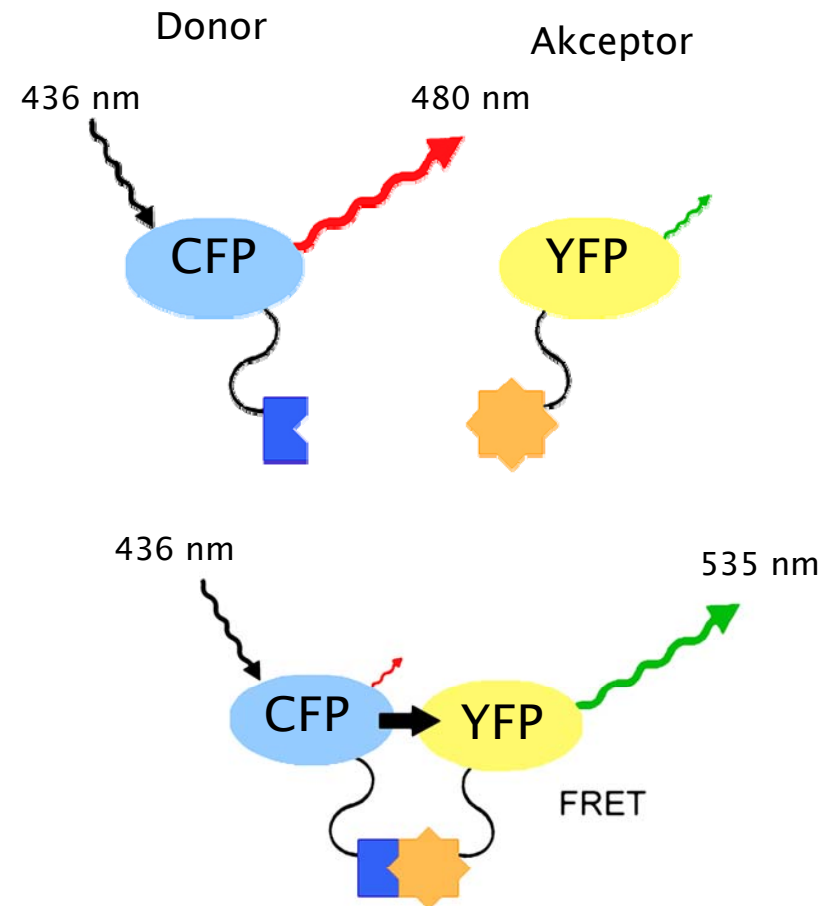 Donor
Akceptor
436 nm
480 nm
CFP
YFP
436 nm
535 nm
CFP
YFP
FRET